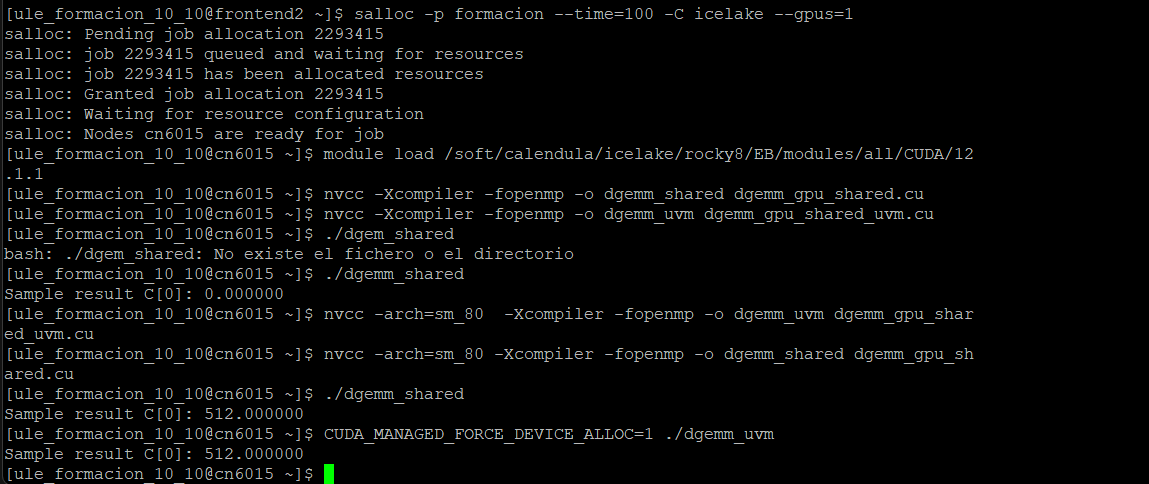 [ule_formacion_10_10@frontend2 ~]$ salloc -p formacion --time=100 -C icelake --gpus=1
salloc: Pending job allocation 2293415
salloc: job 2293415 queued and waiting for resources
salloc: job 2293415 has been allocated resources
salloc: Granted job allocation 2293415
salloc: Waiting for resource configuration
salloc: Nodes cn6015 are ready for job
[ule_formacion_10_10@cn6015 ~]$ module load /soft/calendula/icelake/rocky8/EB/modules/all/CUDA/12
.1.1
[ule_formacion_10_10@cn6015 ~]$ nvcc -Xcompiler -fopenmp -o dgemm_shared dgemm_gpu_shared.cu
[ule_formacion_10_10@cn6015 ~]$ nvcc -Xcompiler -fopenmp -o dgemm_uvm dgemm_gpu_shared_uvm.cu
[ule_formacion_10_10@cn6015 ~]$ ./dgem_shared
bash: ./dgem_shared: No existe el fichero o el directorio
[ule_formacion_10_10@cn6015 ~]$ ./dgemm_shared
Sample result C[0]: 0.000000
[ule_formacion_10_10@cn6015 ~]$ nvcc -arch=sm_80  -Xcompiler -fopenmp -o dgemm_uvm dgemm_gpu_shar
ed_uvm.cu
[ule_formacion_10_10@cn6015 ~]$ nvcc -arch=sm_80 -Xcompiler -fopenmp -o dgemm_shared dgemm_gpu_sh
ared.cu
[ule_formacion_10_10@cn6015 ~]$ ./dgemm_shared
Sample result C[0]: 512.000000
[ule_formacion_10_10@cn6015 ~]$ CUDA_MANAGED_FORCE_DEVICE_ALLOC=1 ./dgemm_uvm
Sample result C[0]: 512.000000
[ule_formacion_10_10@cn6015 ~]$